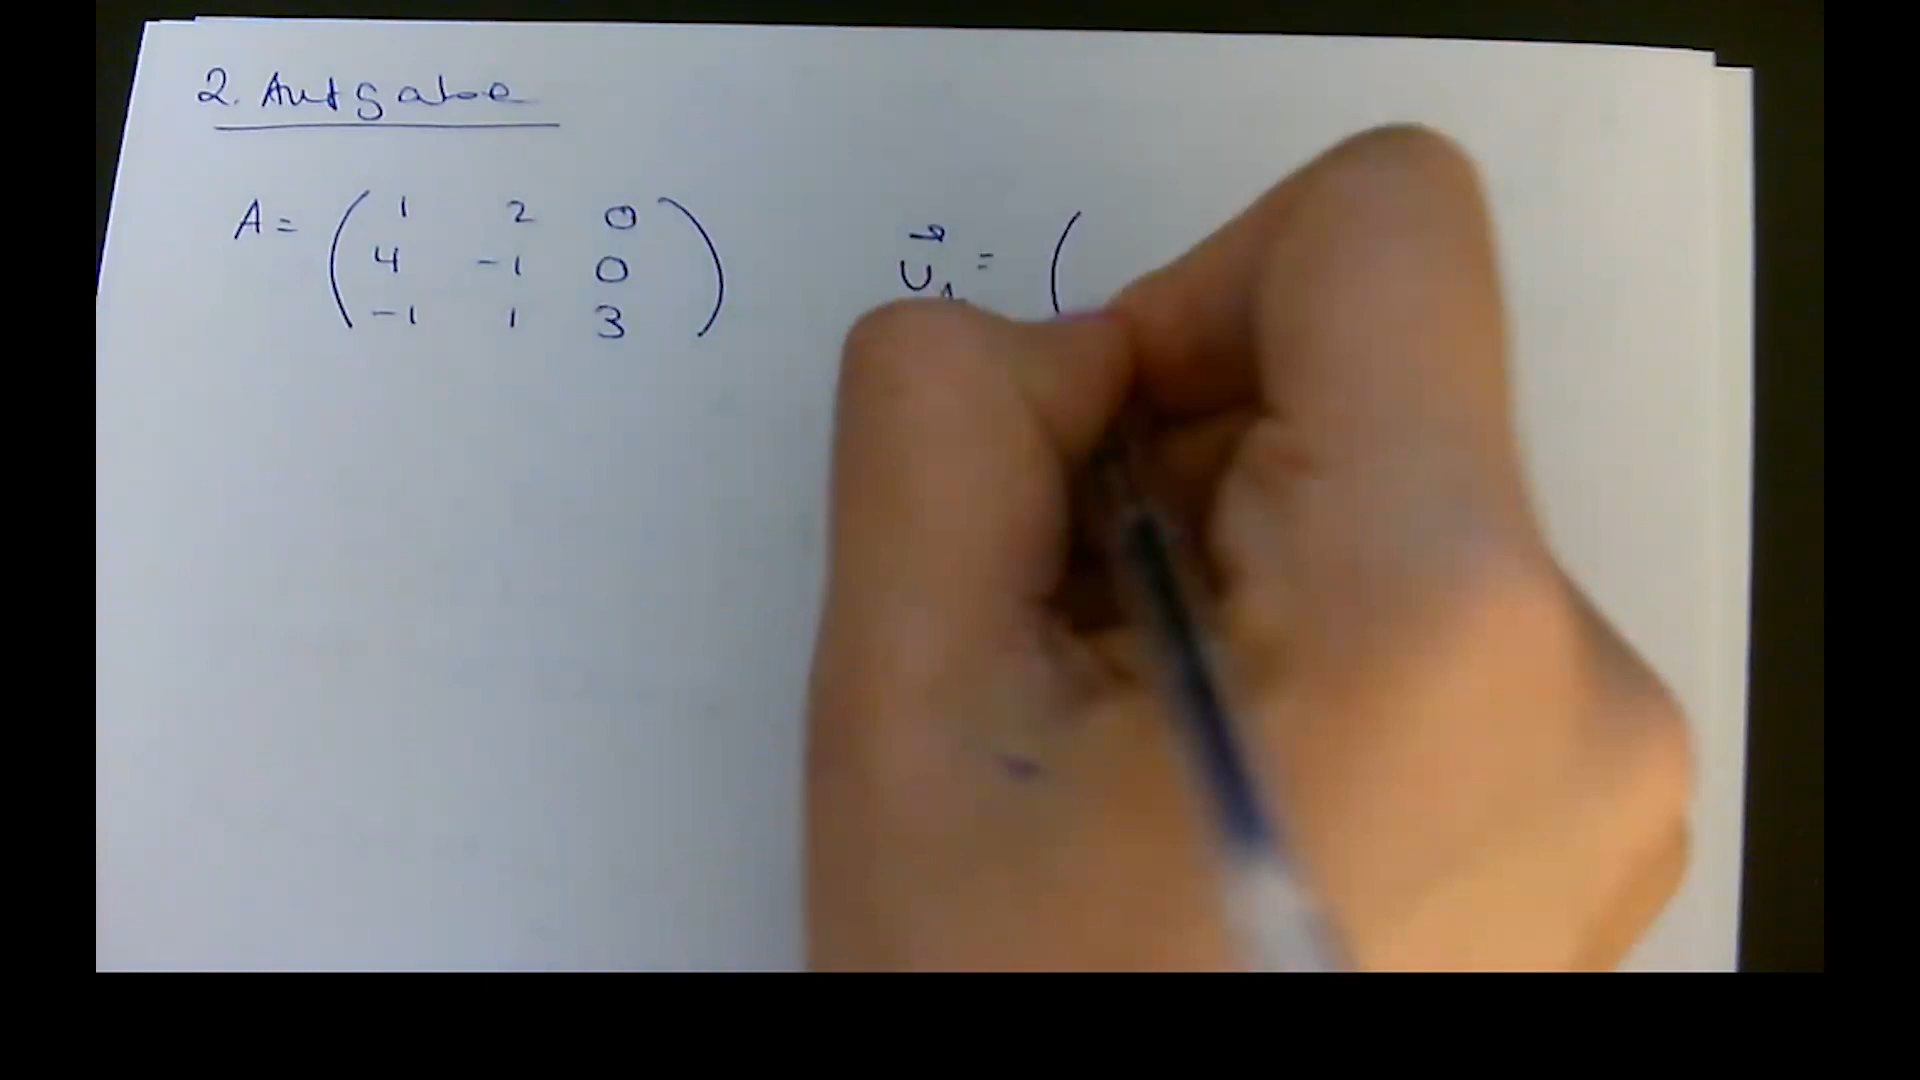 2. Aufgabe
A = ( 1 2 0
4 -1 0
-1 1 3 )
v⃗₁ = (